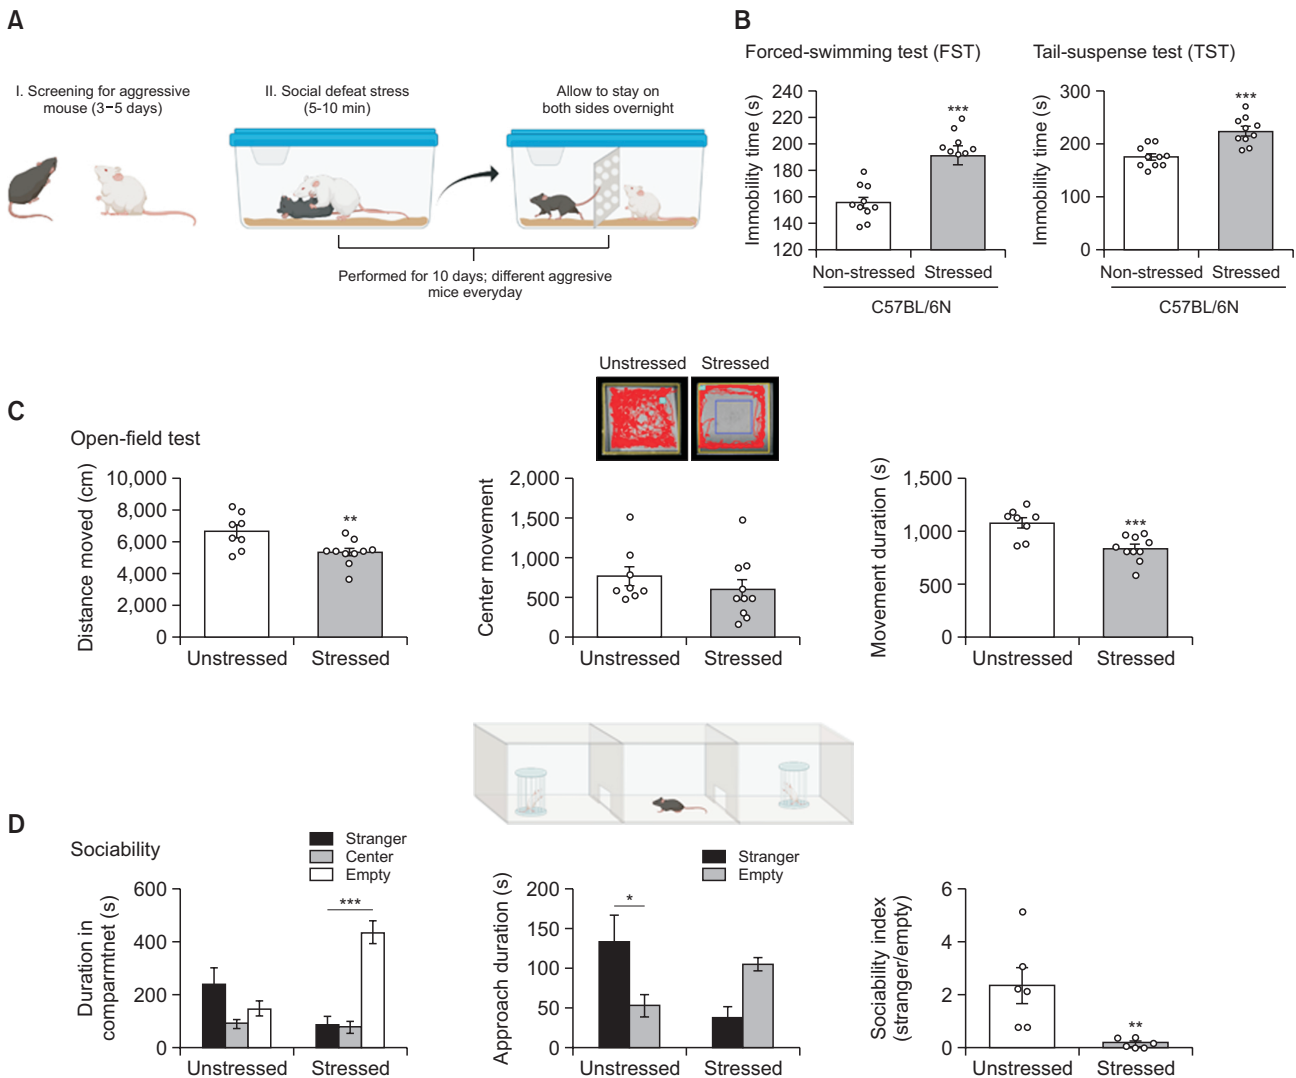 A
I. Screening for aggressive
mouse (3–5 days)
II. Social defeat stress
(5-10 min)
Allow to stay on
both sides overnight
Performed for 10 days; different aggresive
mice everyday
B
Forced-swimming test (FST)
Immobility time (s)
240
220
200
180
160
140
120
***
Non-stressed
Stressed
C57BL/6N
Tail-suspense test (TST)
Immobility time (s)
300
200
100
0
***
Non-stressed
Stressed
C57BL/6N
C
Open-field test
Unstressed
Stressed
Distance moved (cm)
10,000
8,000
6,000
4,000
2,000
0
**
Unstressed
Stressed
Center movement
2,000
1,500
1,000
500
0
Unstressed
Stressed
Movement duration (s)
1,500
1,000
500
0
***
Unstressed
Stressed
D
Sociability
Stranger
Center
Empty
Duration in
comparmtnet (s)
600
400
200
0
***
Unstressed
Stressed
Stranger
Empty
Approach duration (s)
200
150
100
50
0
*
Unstressed
Stressed
Sociability index
(stranger/empty)
6
4
2
0
**
Unstressed
Stressed